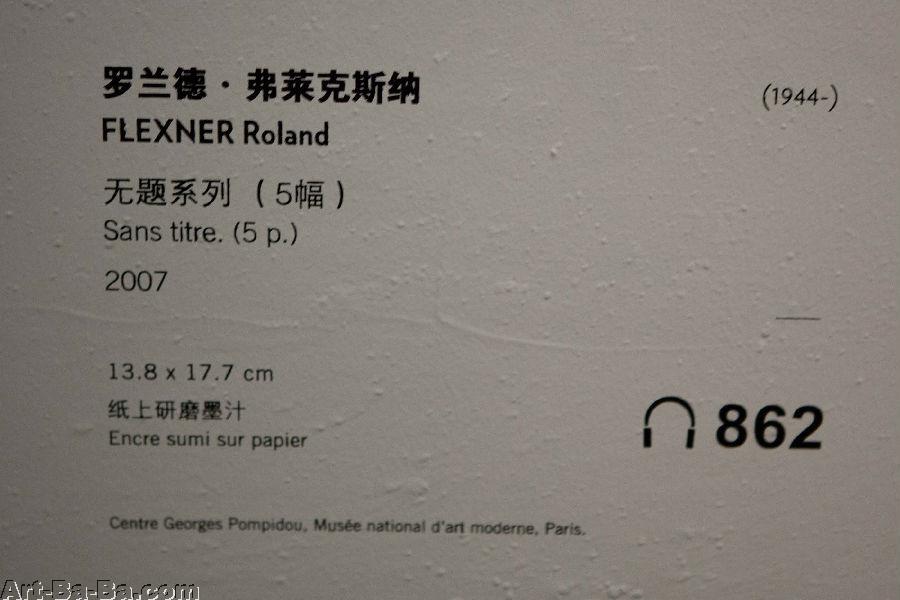 罗兰德·弗莱克斯纳
(1944-)
FLEXNER Roland
无题系列 (5幅)
Sans titre. (5 p.)
2007
13.8 x 17.7 cm
纸上研磨墨汁
Encre sumi sur papier
862
Centre Georges Pompidou, Musée national d'art moderne, Paris.
Art-Ba-Ba.com